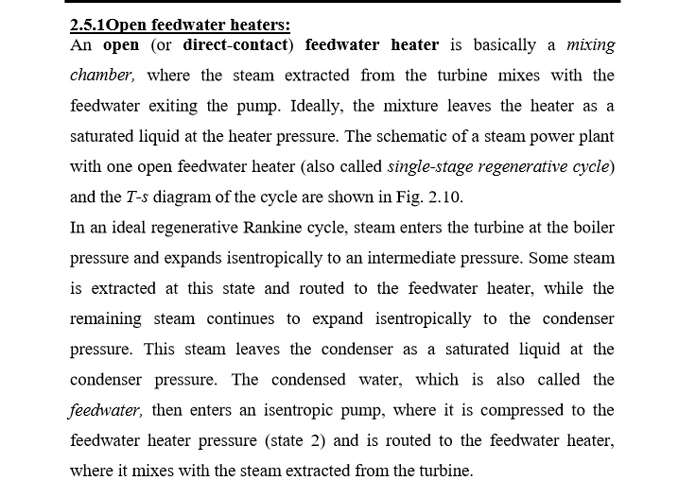 2.5.1Open feedwater heaters:
An open (or direct-contact) feedwater heater is basically a mixing
chamber, where the steam extracted from the turbine mixes with the
feedwater exiting the pump. Ideally, the mixture leaves the heater as a
saturated liquid at the heater pressure. The schematic of a steam power plant
with one open feedwater heater (also called single-stage regenerative cycle)
and the T-s diagram of the cycle are shown in Fig. 2.10.
In an ideal regenerative Rankine cycle, steam enters the turbine at the boiler
pressure and expands isentropically to an intermediate pressure. Some steam
is extracted at this state and routed to the feedwater heater, while the
remaining steam continues to expand isentropically to the condenser
pressure. This steam leaves the condenser as a saturated liquid at the
condenser pressure. The condensed water, which is also called the
feedwater, then enters an isentropic pump, where it is compressed to the
feedwater heater pressure (state 2) and is routed to the feedwater heater,
where it mixes with the steam extracted from the turbine.